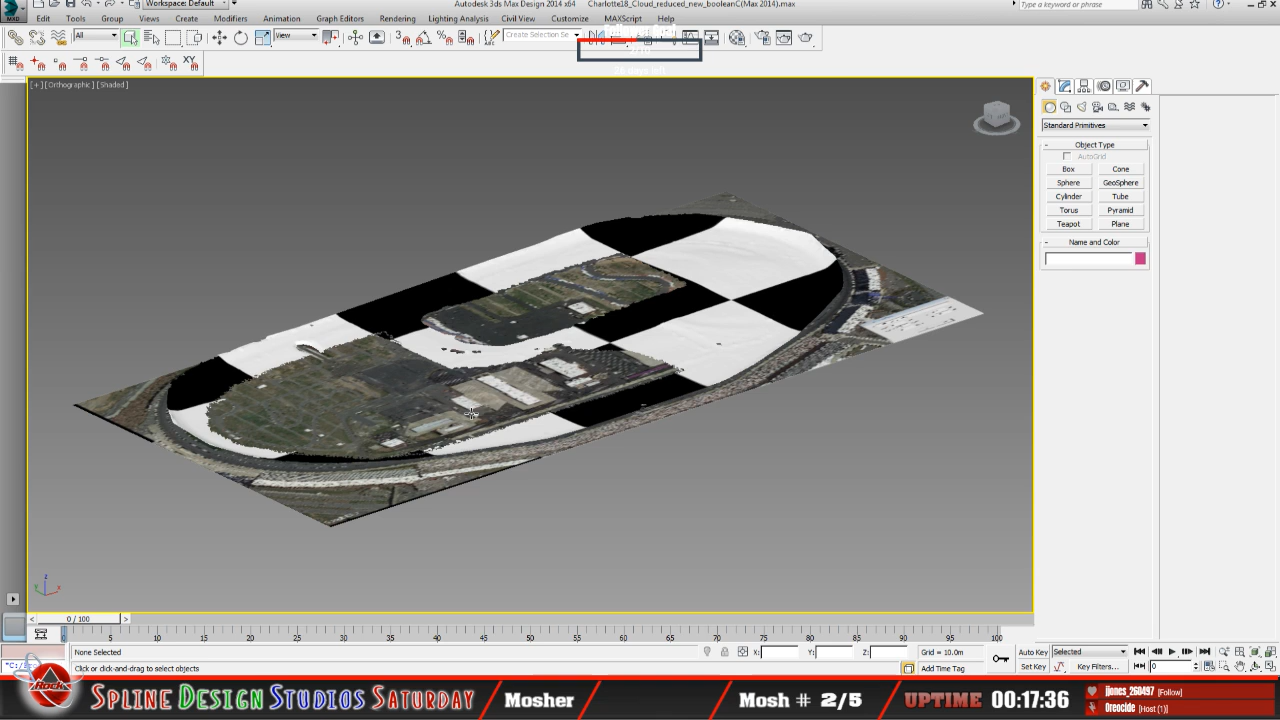 Workspace: Default
Autodesk 3ds Max Design 2014 x64 Charlotte18_Cloud_reduced_new_booleanC(Max 2014).max
Type a keyword or phrase
MXD
Edit Tools Group Views Create Modifiers Animation Graph Editors Rendering Lighting Analysis Civil View Customize MAXScript Help
All
View
Create Selection Se
XY
[+] [Orthographic] [Shaded]
Standard Primitives
- Object Type
AutoGrid
Box Cone
Sphere GeoSphere
Cylinder Tube
Torus Pyramid
Teapot Plane
- Name and Color
z
x
< 0 / 100 >
0 5 10 15 20 25 30 35 40 45 50 55 60 65 70 75 80 85 90 95 100
None Selected
X: Y: Z:
Grid = 10.0m
Auto Key Selected
"C:/
Click or click-and-drag to select objects
Add Time Tag
Set Key Key Filters...
0
Rock
Spline Design Studios Saturday
Mosher
Mosh # 2/5
UPTIME 00:17:36
jjones_260497 [Follow]
Oreocide [Host (1)]